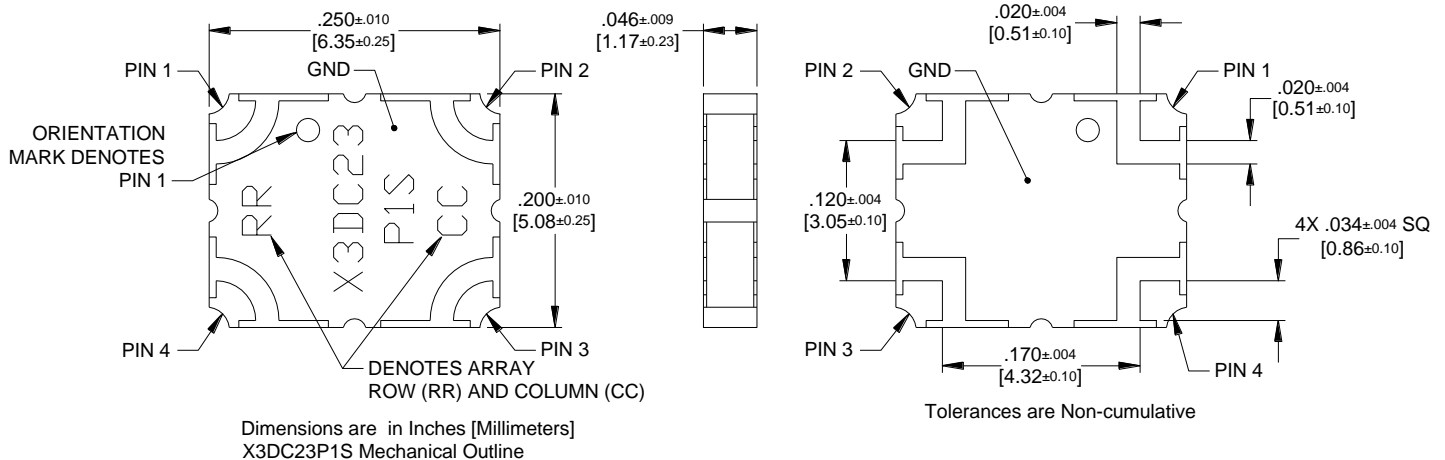 .250±.010
[6.35±0.25]
PIN 1
GND
PIN 2
ORIENTATION
MARK DENOTES
PIN 1
RR
X3DC23
P1S
CC
.200±.010
[5.08±0.25]
PIN 4
PIN 3
DENOTES ARRAY
ROW (RR) AND COLUMN (CC)
Dimensions are in Inches [Millimeters]
X3DC23P1S Mechanical Outline
.046±.009
[1.17±0.23]
.020±.004
[0.51±0.10]
PIN 2
GND
PIN 1
.020±.004
[0.51±0.10]
.120±.004
[3.05±0.10]
4X .034±.004 SQ
[0.86±0.10]
PIN 3
PIN 4
.170±.004
[4.32±0.10]
Tolerances are Non-cumulative